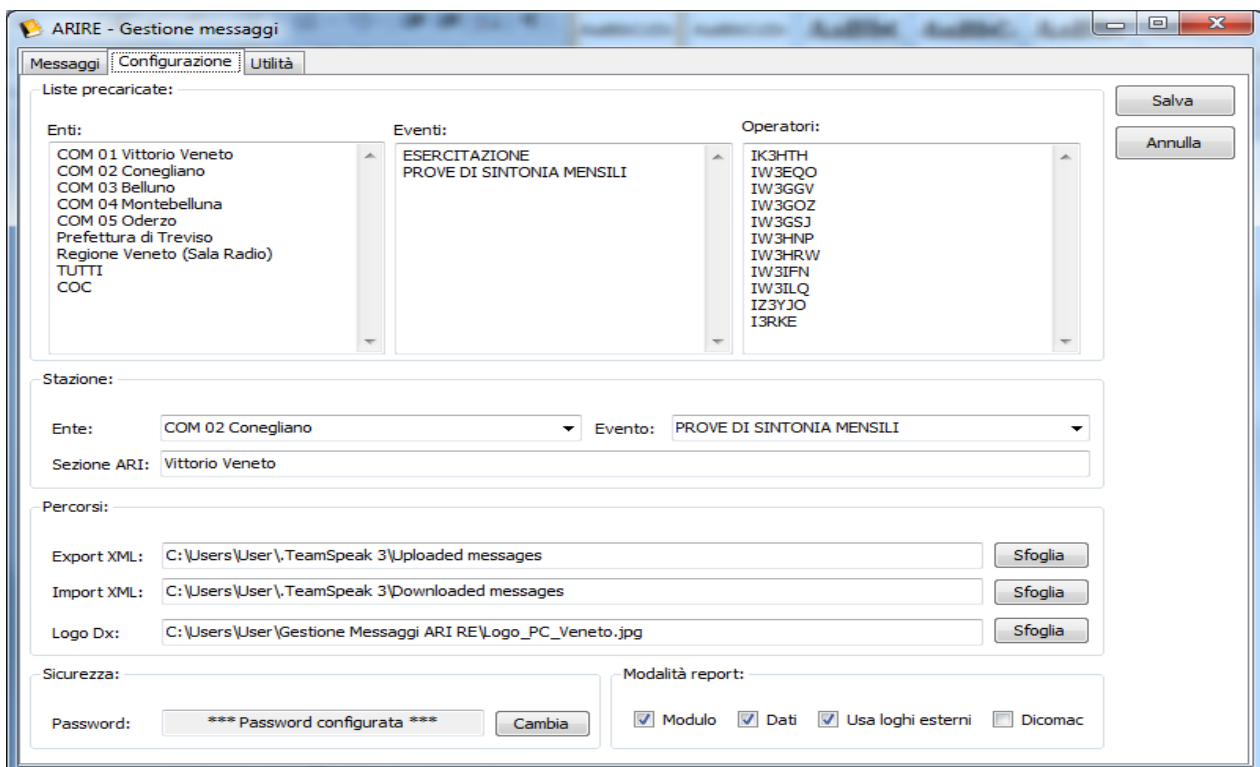 ARIRE - Gestione messaggi
Messaggi Configurazione Utilità
Liste precaricate:
Salva
Annulla
Enti:
COM 01 Vittorio Veneto
COM 02 Conegliano
COM 03 Belluno
COM 04 Montebelluna
COM 05 Oderzo
Prefettura di Treviso
Regione Veneto (Sala Radio)
TUTTI
COC
Eventi:
ESERCITAZIONE
PROVE DI SINTONIA MENSILI
Operatori:
IK3HTH
IW3EQO
IW3GGV
IW3GOZ
IW3GSJ
IW3HNP
IW3HRW
IW3IFN
IW3ILQ
IZ3YJO
I3RKE
Stazione:
Ente: COM 02 Conegliano Evento: PROVE DI SINTONIA MENSILI
Sezione ARI: Vittorio Veneto
Percorsi:
Export XML: C:\Users\User\.TeamSpeak 3\Uploaded messages Sfoglia
Import XML: C:\Users\User\.TeamSpeak 3\Downloaded messages Sfoglia
Logo Dx: C:\Users\User\Gestione Messaggi ARI RE\Logo_PC_Veneto.jpg Sfoglia
Sicurezza:
Password: *** Password configurata *** Cambia
Modalità report:
Modulo Dati Usa loghi esterni Dicomac